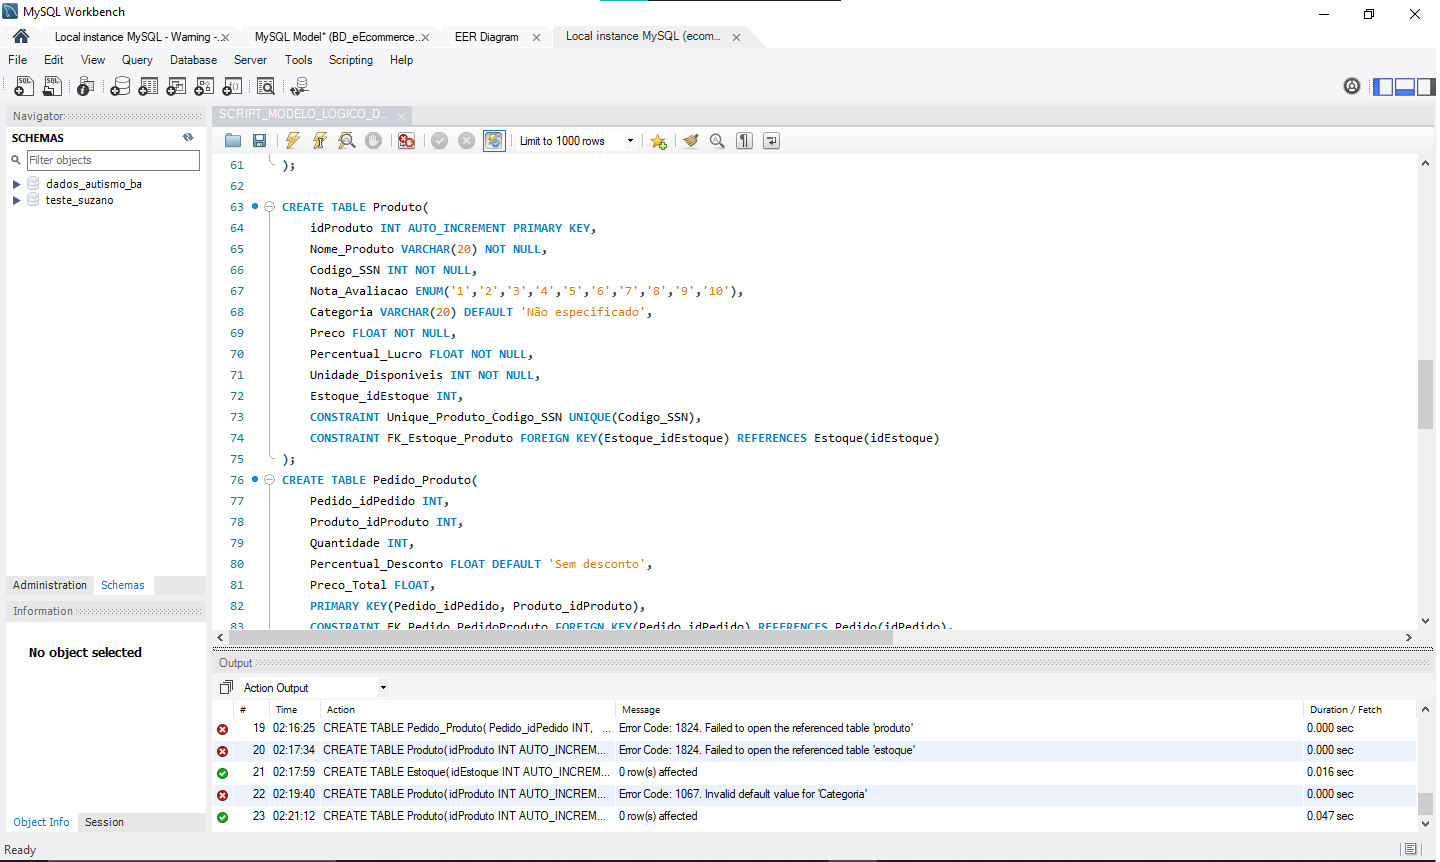 MySQL Workbench
Local instance MySQL - Warning -...
MySQL Model* (BD_eEcommerce...
EER Diagram
Local instance MySQL (ecom...
File Edit View Query Database Server Tools Scripting Help
Navigator
SCHEMAS
Filter objects
dados_autismo_ba
teste_suzano
Administration Schemas
Information
No object selected
Object Info Session
SCRIPT_MODELO_LOGICO_D...
Limit to 1000 rows
61 );
62
63 CREATE TABLE Produto(
64 idProduto INT AUTO_INCREMENT PRIMARY KEY,
65 Nome_Produto VARCHAR(20) NOT NULL,
66 Codigo_SSN INT NOT NULL,
67 Nota_Avaliacao ENUM('1','2','3','4','5','6','7','8','9','10'),
68 Categoria VARCHAR(20) DEFAULT 'Não especificado',
69 Preco FLOAT NOT NULL,
70 Percentual_Lucro FLOAT NOT NULL,
71 Unidade_Disponiveis INT NOT NULL,
72 Estoque_idEstoque INT,
73 CONSTRAINT Unique_Produto_Codigo_SSN UNIQUE(Codigo_SSN),
74 CONSTRAINT FK_Estoque_Produto FOREIGN KEY(Estoque_idEstoque) REFERENCES Estoque(idEstoque)
75 );
76 CREATE TABLE Pedido_Produto(
77 Pedido_idPedido INT,
78 Produto_idProduto INT,
79 Quantidade INT,
80 Percentual_Desconto FLOAT DEFAULT 'Sem desconto',
81 Preco_Total FLOAT,
82 PRIMARY KEY(Pedido_idPedido, Produto_idProduto),
83 CONSTRAINT FK_Pedido_PedidoProduto FOREIGN KEY(Pedido_idPedido) REFERENCES Pedido(idPedido),
Output
Action Output
# Time Action Message Duration / Fetch
19 02:16:25 CREATE TABLE Pedido_Produto( Pedido_idPedido INT, ... Error Code: 1824. Failed to open the referenced table 'produto' 0.000 sec
20 02:17:34 CREATE TABLE Produto( idProduto INT AUTO_INCREM... Error Code: 1824. Failed to open the referenced table 'estoque' 0.000 sec
21 02:17:59 CREATE TABLE Estoque( idEstoque INT AUTO_INCREM... 0 row(s) affected 0.016 sec
22 02:19:40 CREATE TABLE Produto( idProduto INT AUTO_INCREM... Error Code: 1067. Invalid default value for 'Categoria' 0.000 sec
23 02:21:12 CREATE TABLE Produto( idProduto INT AUTO_INCREM... 0 row(s) affected 0.047 sec
Ready